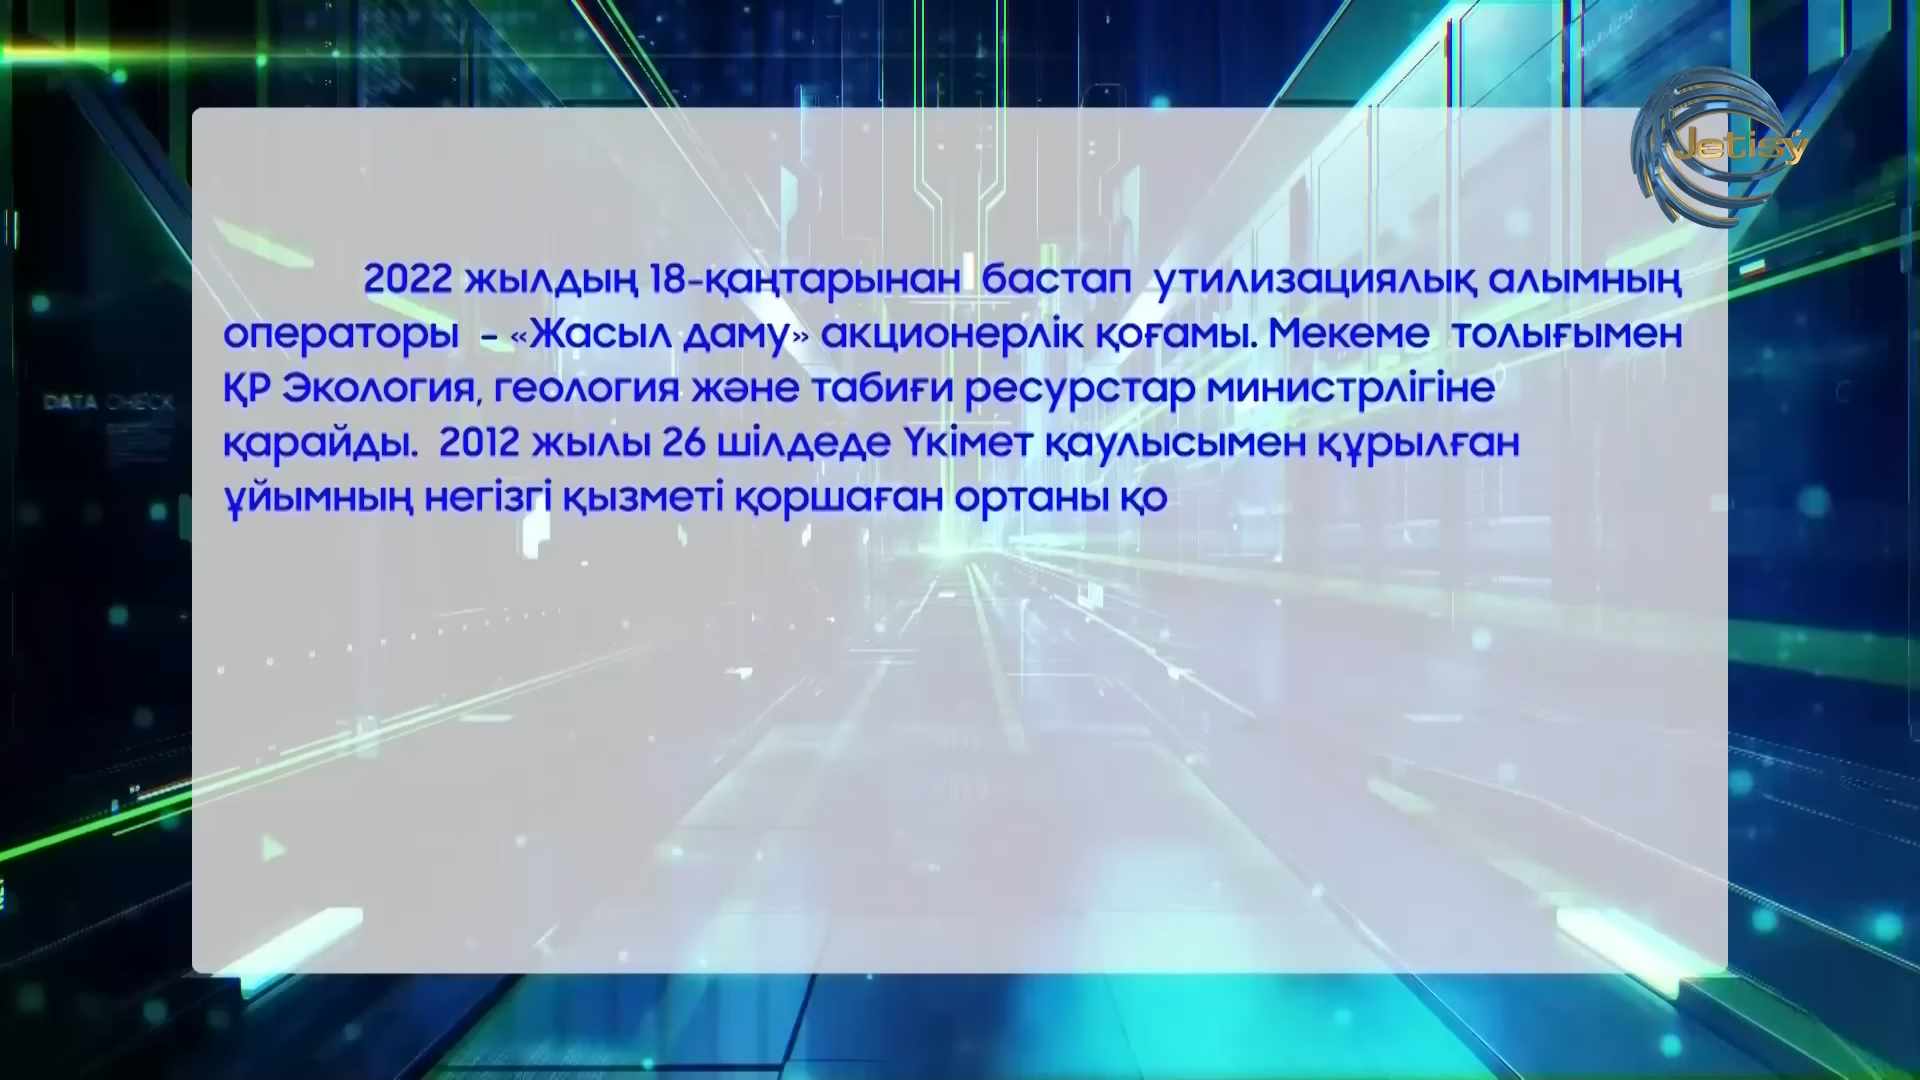 Jetisý
2022 жылдың 18-қаңтарынан бастап утилизациялық алымның
операторы - «Жасыл даму» акционерлік қоғамы. Мекеме толығымен
ҚР Экология, геология және табиғи ресурстар министрлігіне
DATA CHECK
қарайды. 2012 жылы 26 шілдеде Үкімет қаулысымен құрылған
ұйымның негізгі қызметі қоршаған ортаны қо